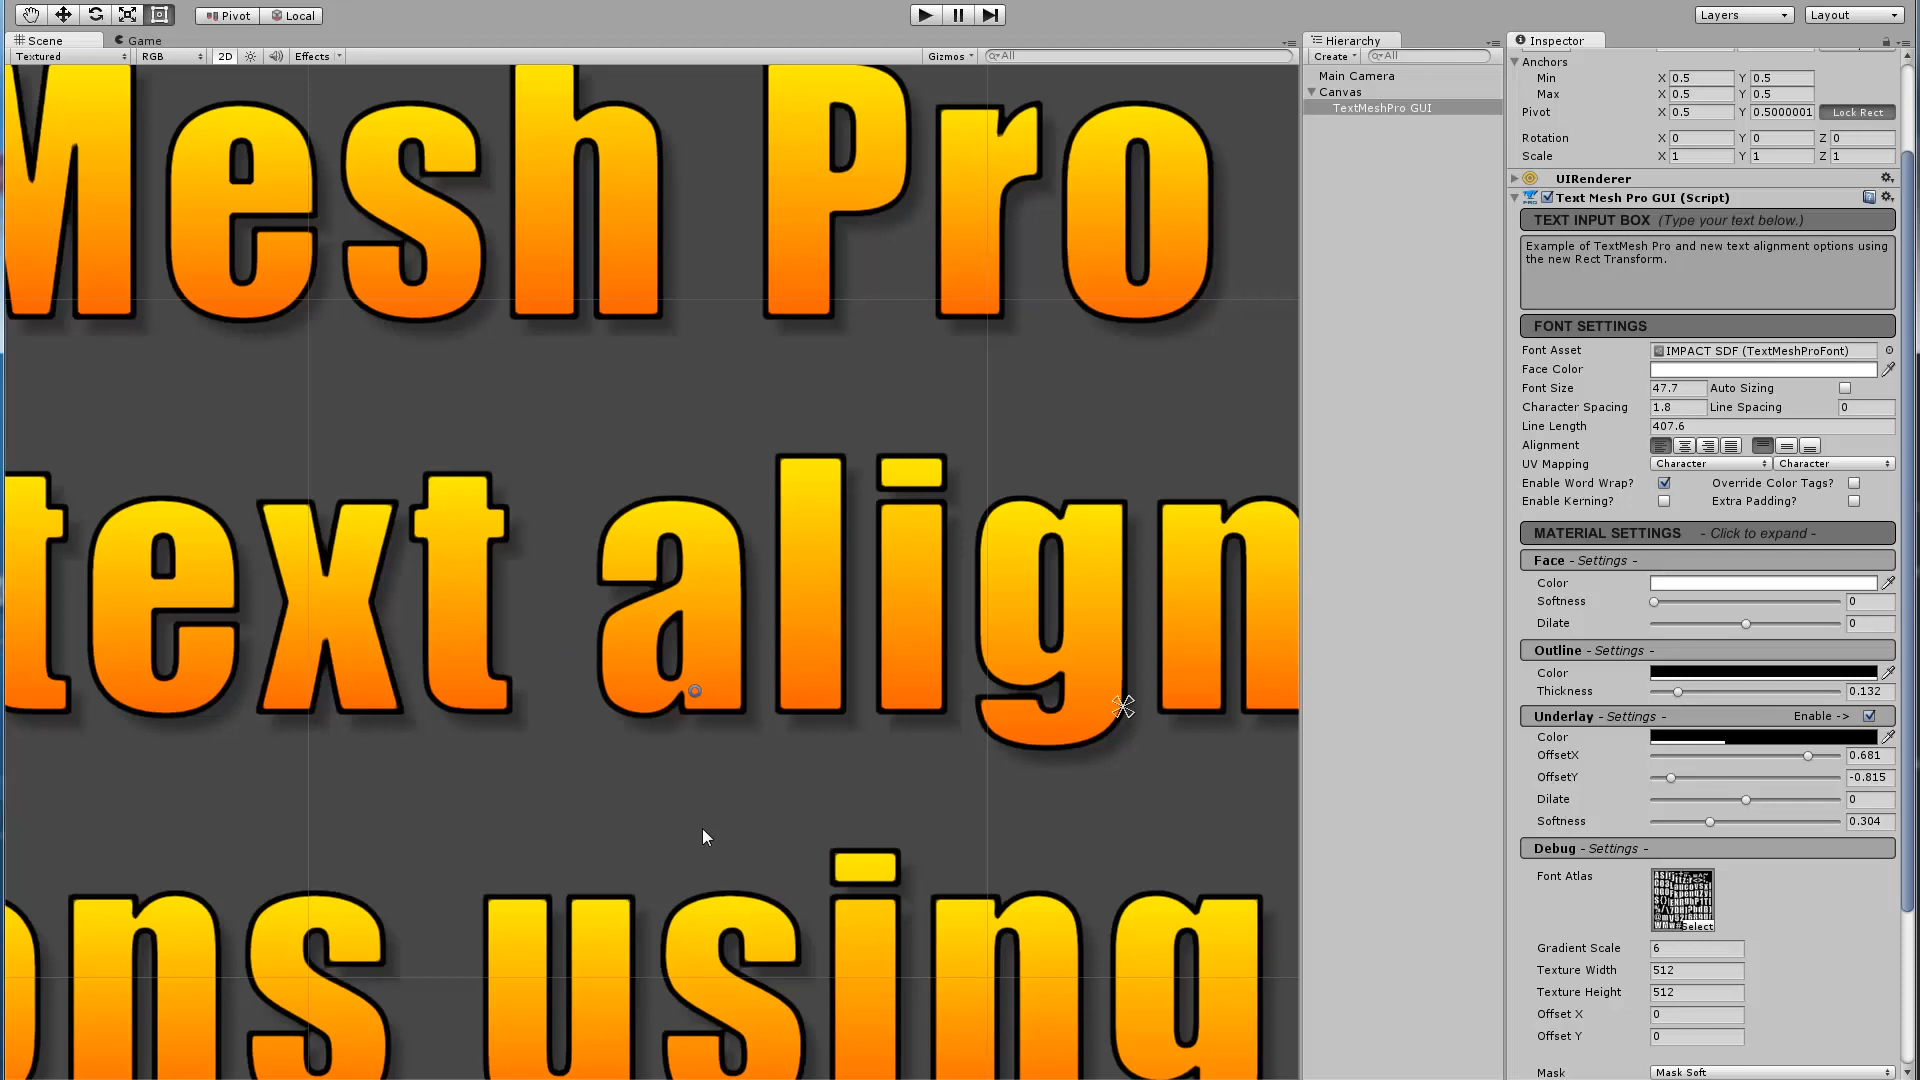 Pivot Local Layers Layout
Scene Game Hierarchy Inspector
Textured RGB 2D Effects Gizmos All Create All
Main Camera
Canvas
TextMeshPro GUI
Mesh Pro
text align
ons using
Anchors
Min X 0.5 Y 0.5
Max X 0.5 Y 0.5
Pivot X 0.5 Y 0.5000001 Lock Rect
Rotation X 0 Y 0 Z 0
Scale X 1 Y 1 Z 1
UIRenderer
Text Mesh Pro GUI (Script)
TEXT INPUT BOX (Type your text below.)
Example of TextMesh Pro and new text alignment options using
the new Rect Transform.
FONT SETTINGS
Font Asset IMPACT SDF (TextMeshProFont)
Face Color
Font Size 47.7 Auto Sizing
Character Spacing 1.8 Line Spacing 0
Line Length 407.6
Alignment
UV Mapping Character Character
Enable Word Wrap? Override Color Tags?
Enable Kerning? Extra Padding?
MATERIAL SETTINGS - Click to expand -
Face - Settings -
Color
Softness 0
Dilate 0
Outline - Settings -
Color
Thickness 0.132
Underlay - Settings - Enable ->
Color
OffsetX 0.681
OffsetY -0.815
Dilate 0
Softness 0.304
Debug - Settings -
Font Atlas
Select
Gradient Scale 6
Texture Width 512
Texture Height 512
Offset X 0
Offset Y 0
Mask Mask Soft